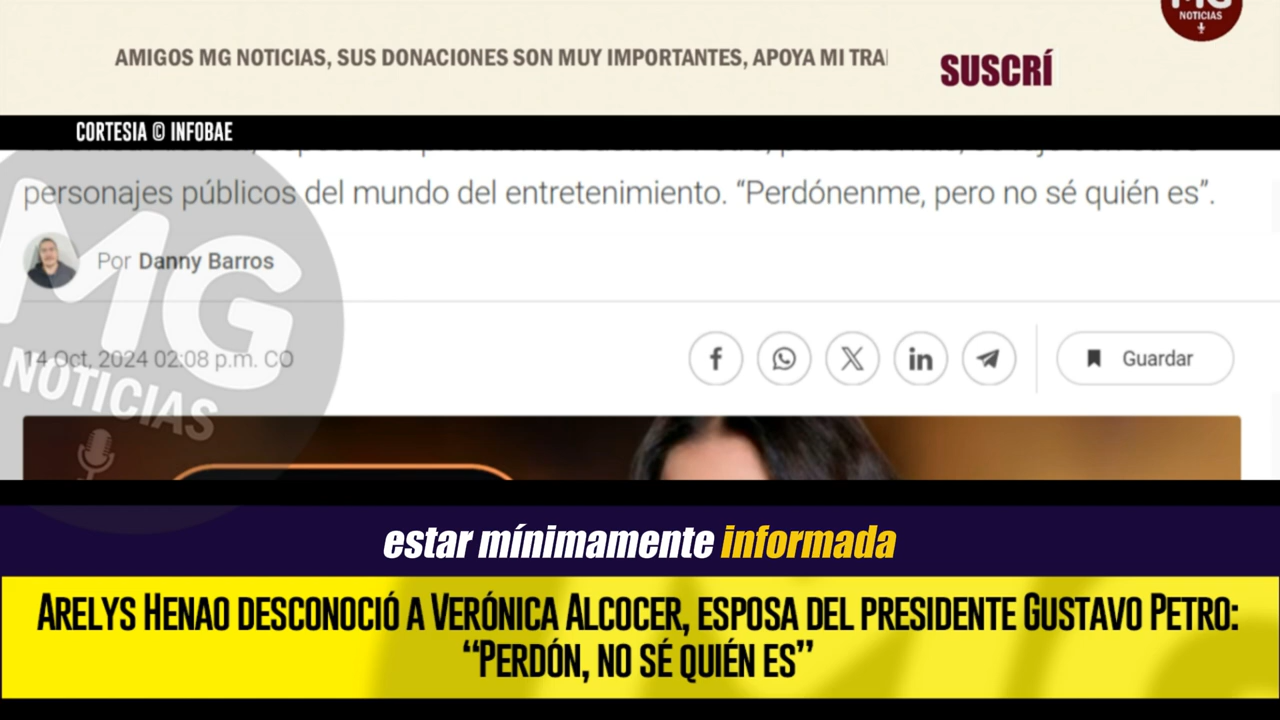 MG
NOTICIAS
AMIGOS MG NOTICIAS, SUS DONACIONES SON MUY IMPORTANTES, APOYA MI
SUSCRÍ
CORTESIA © INFOBAE
personajes públicos del mundo del entretenimiento. “Perdónenme, pero no sé quién es”.
Por Danny Barros
14 Oct, 2024 02:08 p.m. CO
Guardar
MG
NOTICIAS
estar mínimamente informada
ARELYS HENAO DESCONOCIÓ A VERÓNICA ALCOCER, ESPOSA DEL PRESIDENTE GUSTAVO PETRO:
“PERDÓN, NO SÉ QUIÉN ES”